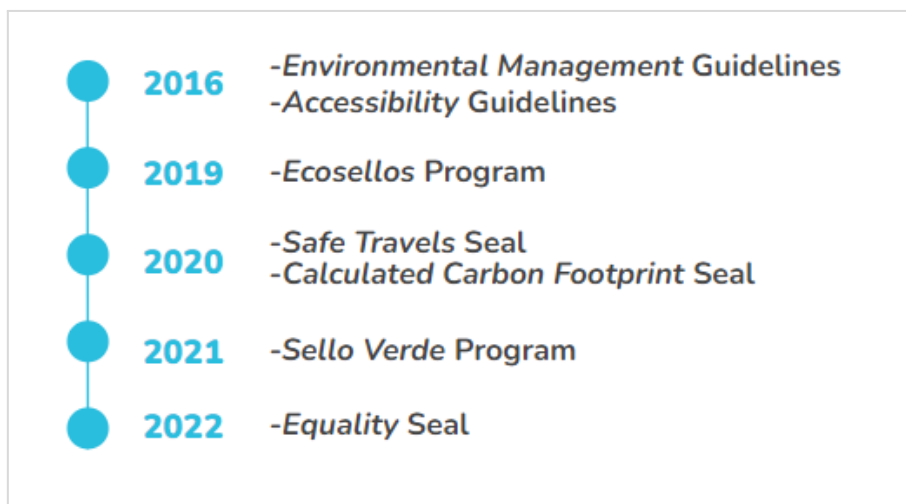 2016
-Environmental Management Guidelines
-Accessibility Guidelines
2019
-Ecosellos Program
2020
-Safe Travels Seal
-Calculated Carbon Footprint Seal
2021
-Sello Verde Program
2022
-Equality Seal